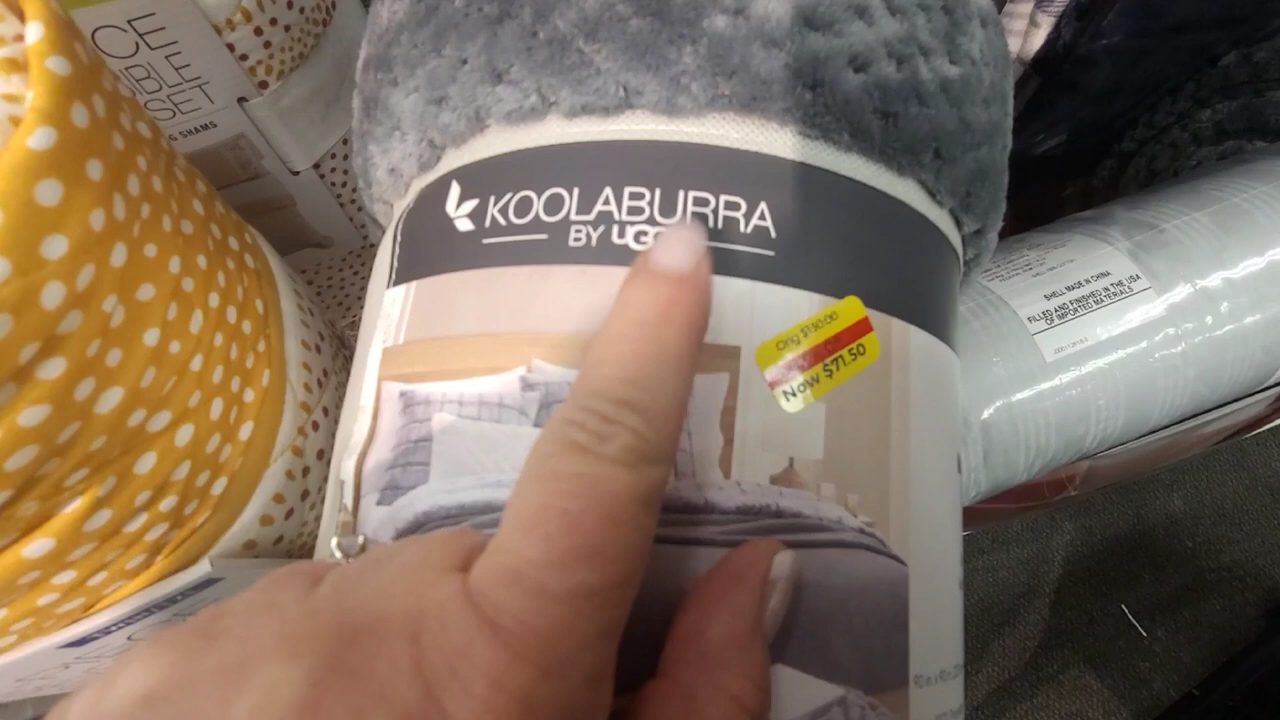 CE
IBLE
SET
G SHAMS
KOOLABURRA
BY UGG
Orig $150.00
Now $71.50
SHELL MADE IN CHINA
FILLED AND FINISHED IN THE USA
OF IMPORTED MATERIALS